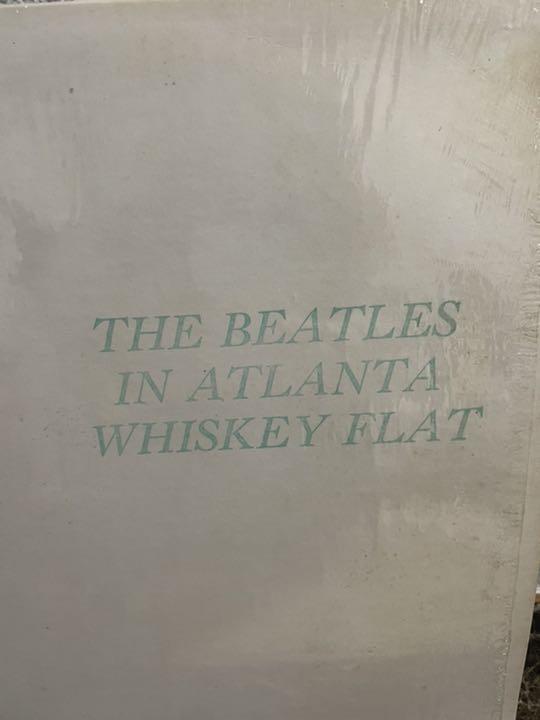 THE BEATLES
IN ATLANTA
WHISKEY FLAT